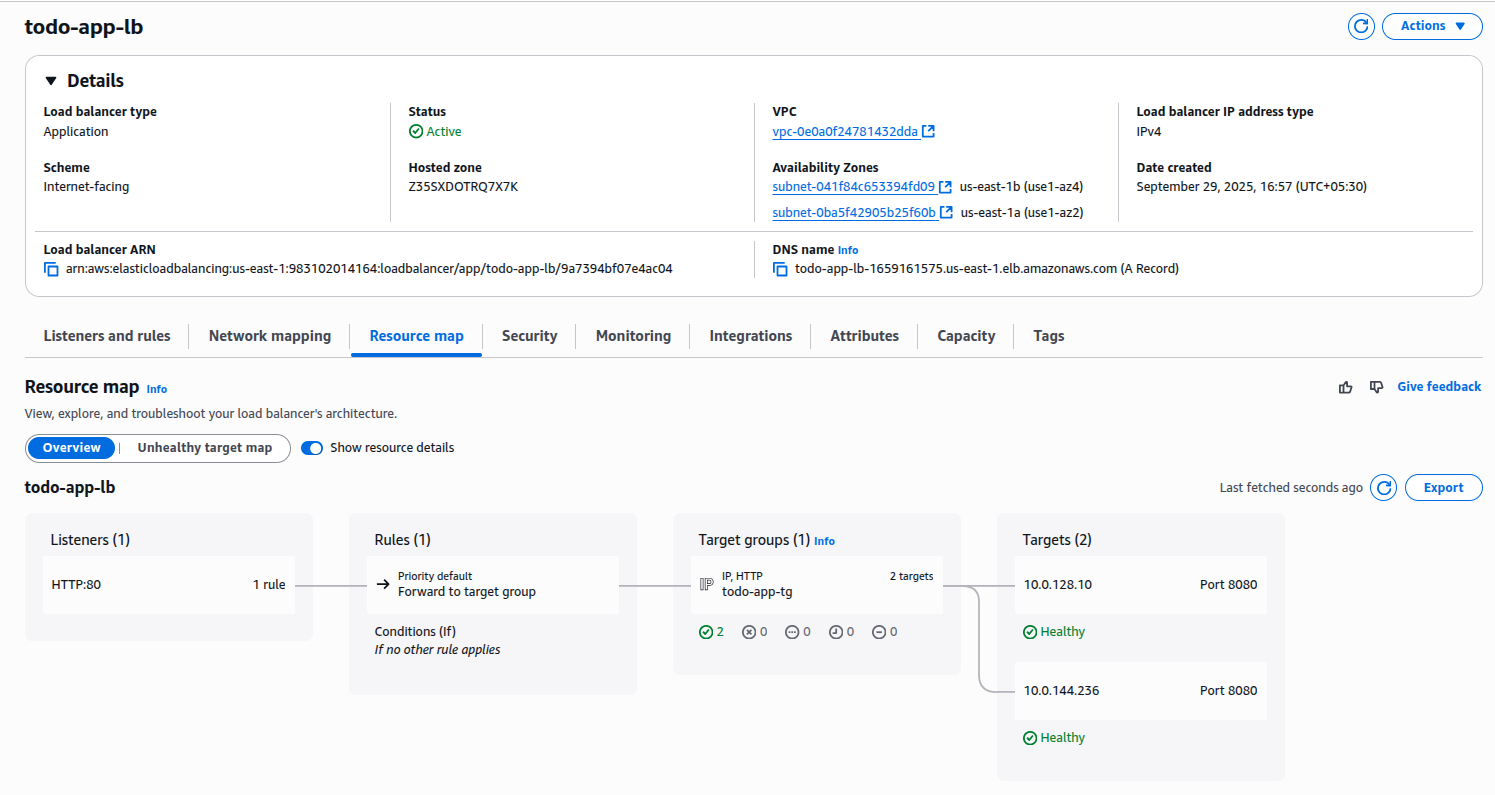 todo-app-lb
Actions
Details
Load balancer type
Application
Status
Active
VPC
vpc-0e0a0f24781432dda
Load balancer IP address type
IPv4
Scheme
Internet-facing
Hosted zone
Z35SXDOTRQ7X7K
Availability Zones
subnet-041f84c653394fd09 us-east-1b (use1-az4)
subnet-0ba5f42905b25f60b us-east-1a (use1-az2)
Date created
September 29, 2025, 16:57 (UTC+05:30)
Load balancer ARN
arn:aws:elasticloadbalancing:us-east-1:983102014164:loadbalancer/app/todo-app-lb/9a7394bf07e4ac04
DNS name Info
todo-app-lb-1659161575.us-east-1.elb.amazonaws.com (A Record)
Listeners and rules
Network mapping
Resource map
Security
Monitoring
Integrations
Attributes
Capacity
Tags
Resource map Info
Give feedback
View, explore, and troubleshoot your load balancer's architecture.
Overview
Unhealthy target map
Show resource details
todo-app-lb
Last fetched seconds ago
Export
Listeners (1)
HTTP:80 1 rule
Rules (1)
Priority default
Forward to target group
Conditions (If)
If no other rule applies
Target groups (1) Info
IP, HTTP 2 targets
todo-app-tg
2 0 0 0 0
Targets (2)
10.0.128.10 Port 8080
Healthy
10.0.144.236 Port 8080
Healthy